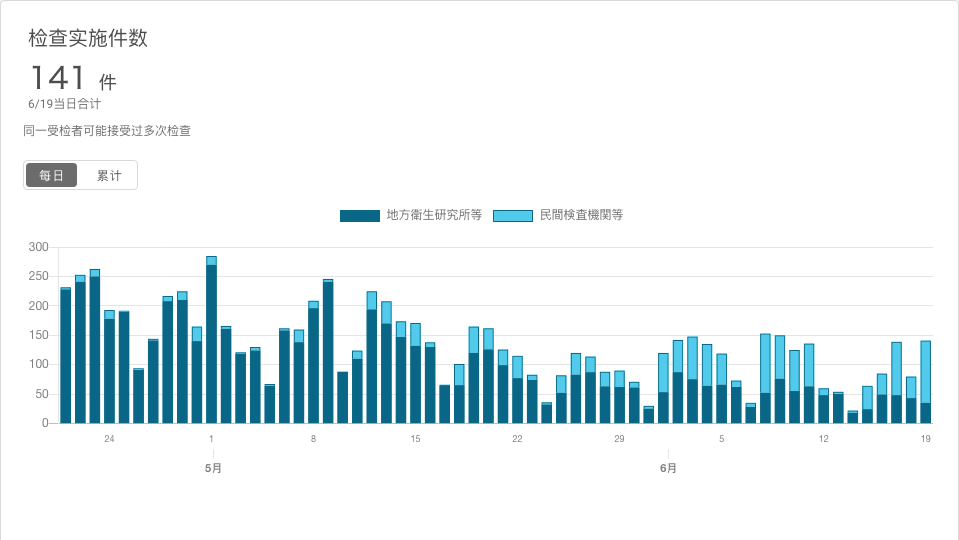 检查实施件数
141 件
6/19当日合计
同一受检者可能接受过多次检查
每日 累计
地方衛生研究所等 民間検査機関等
300
250
200
150
100
50
0
24 1 8 15 22 29 5 12 19
5月 6月